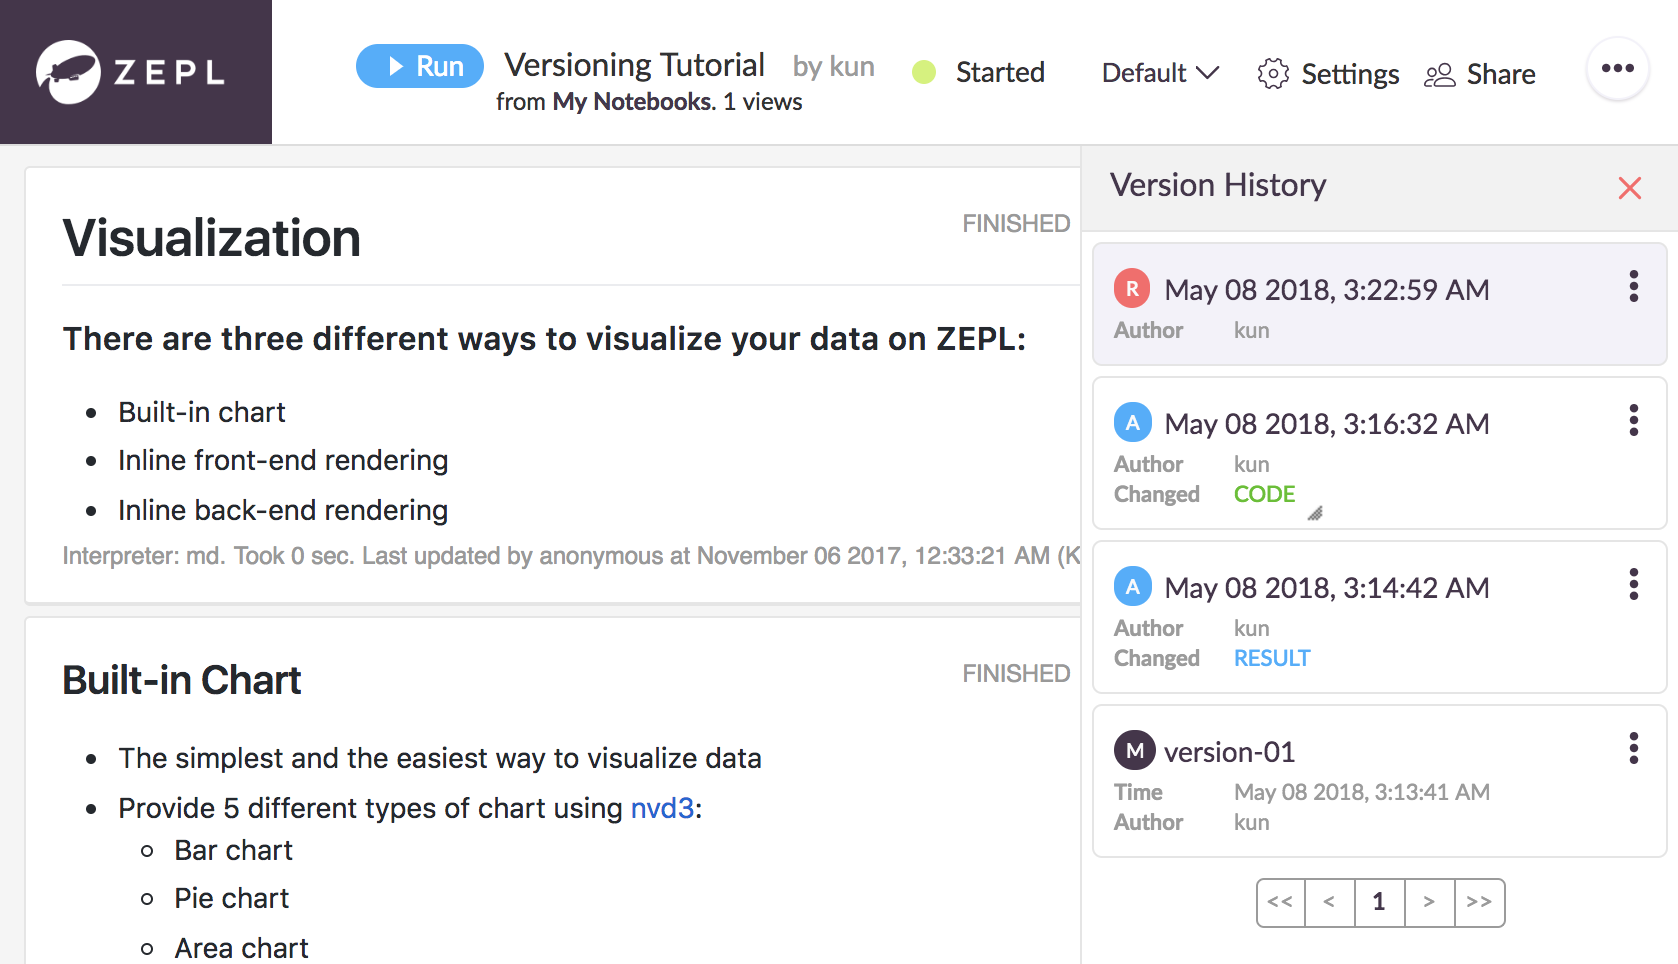 ZEPL
Run
Versioning Tutorial by kun
from My Notebooks. 1 views
Started
Default
Settings
Share
Visualization
FINISHED
There are three different ways to visualize your data on ZEPL:
• Built-in chart
• Inline front-end rendering
• Inline back-end rendering
Interpreter: md. Took 0 sec. Last updated by anonymous at November 06 2017, 12:33:21 AM (K
Built-in Chart
FINISHED
• The simplest and the easiest way to visualize data
• Provide 5 different types of chart using nvd3:
○ Bar chart
○ Pie chart
○ Area chart
Version History
R May 08 2018, 3:22:59 AM
Author kun
A May 08 2018, 3:16:32 AM
Author kun
Changed CODE
A May 08 2018, 3:14:42 AM
Author kun
Changed RESULT
M version-01
Time May 08 2018, 3:13:41 AM
Author kun
<< < 1 > >>